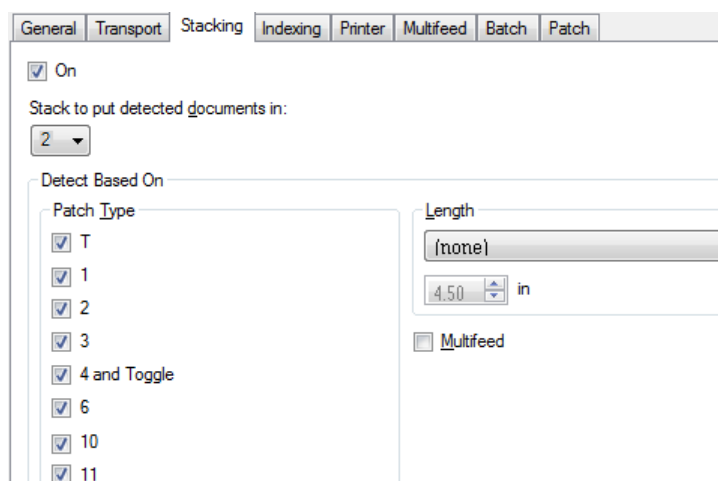 General Transport Stacking Indexing Printer Multifeed Batch Patch
On
Stack to put detected documents in:
2
Detect Based On
Patch Type
T
1
2
3
4 and Toggle
6
10
11
Length
(none)
4.50 in
Multifeed